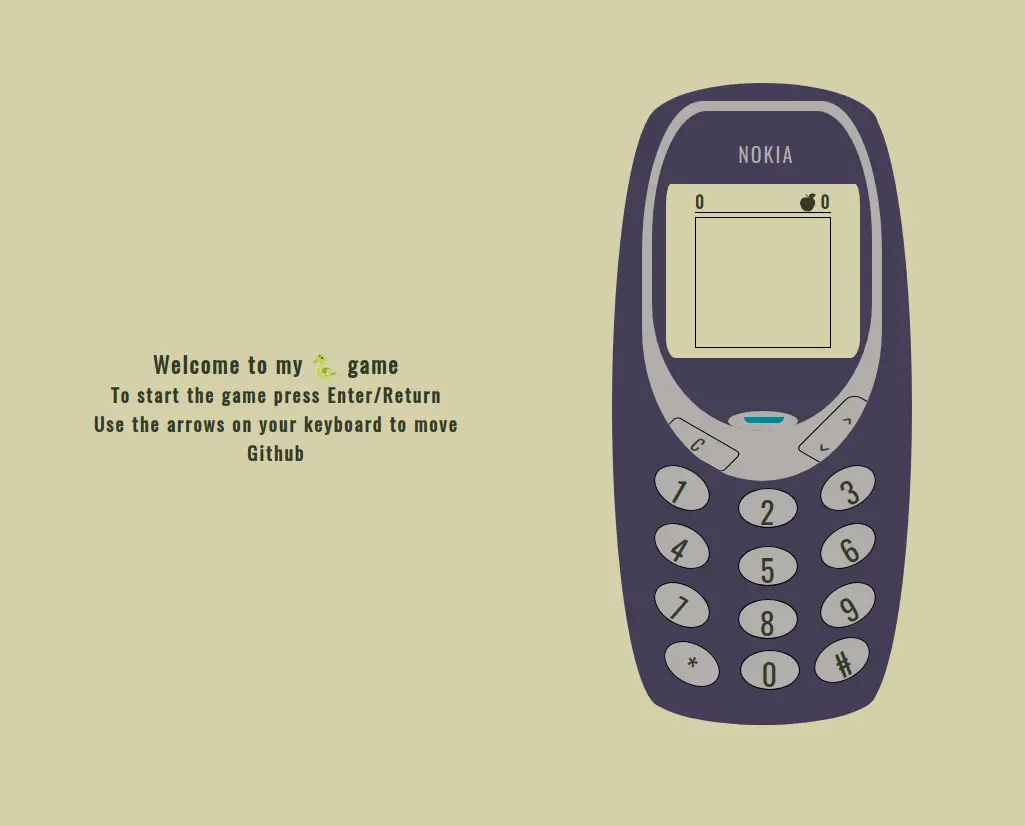 Welcome to my 🐍 game
To start the game press Enter/Return
Use the arrows on your keyboard to move
Github
NOKIA
0 0
C < >
1 2 3
4 5 6
7 8 9
* 0 #